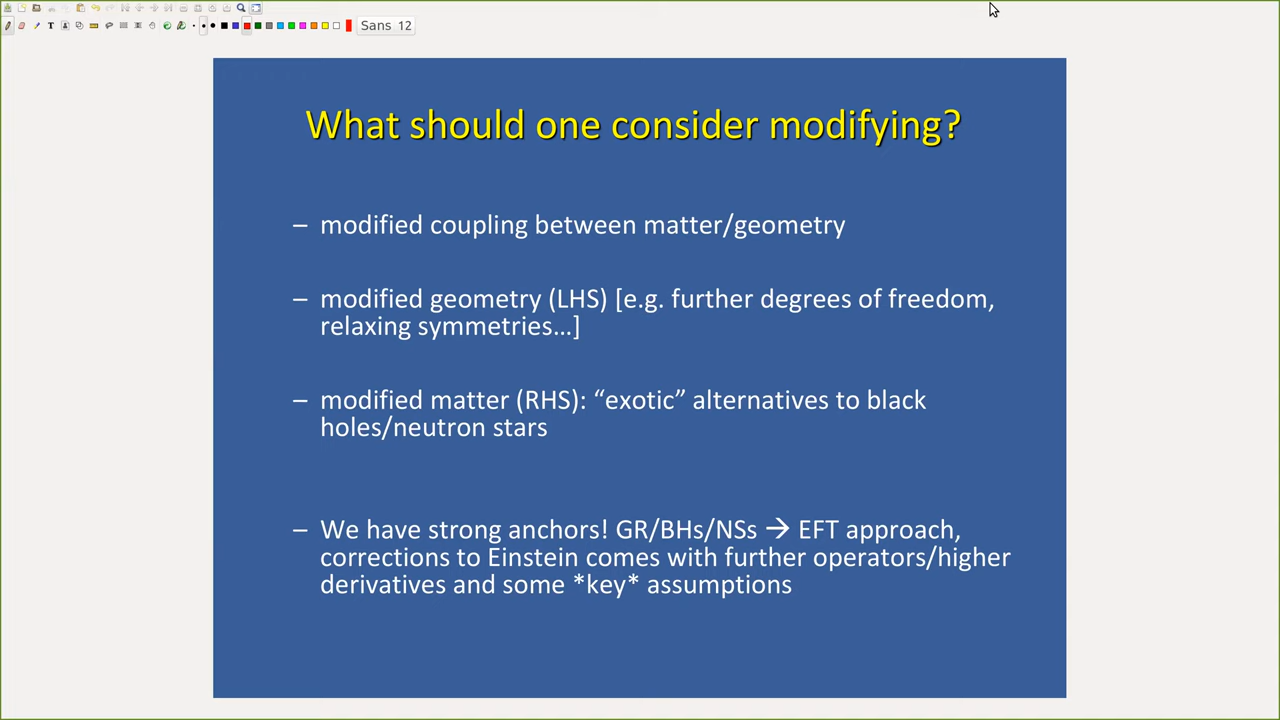 Sans 12
What should one consider modifying?
– modified coupling between matter/geometry
– modified geometry (LHS) [e.g. further degrees of freedom,
relaxing symmetries...]
– modified matter (RHS): “exotic” alternatives to black
holes/neutron stars
– We have strong anchors! GR/BHs/NSs → EFT approach,
corrections to Einstein comes with further operators/higher
derivatives and some *key* assumptions